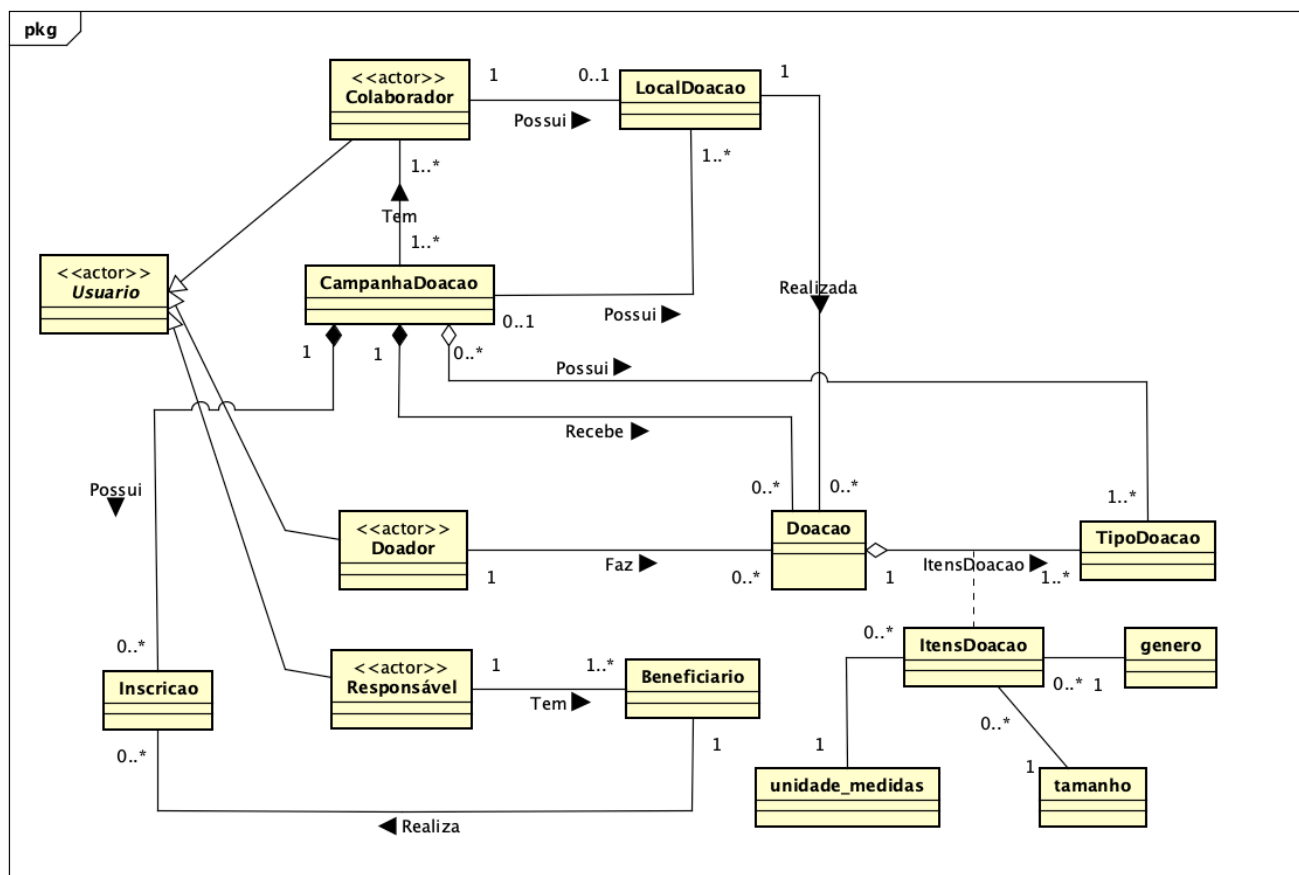 pkg
<<actor>>
Colaborador
1
0..1
LocalDoacao
1
Possui
1..*
1..*
Tem
1..*
<<actor>>
Usuario
CampanhaDoacao
Realizada
0..1
Possui
1
1
0..*
Possui
Recebe
Possui
0..*
0..*
1..*
<<actor>>
Doador
Doacao
TipoDoacao
1
Faz
0..*
1
ItensDoacao
1..*
0..*
0..*
ItensDoacao
genero
<<actor>>
Responsável
1
1..*
Beneficiario
Inscricao
Tem
0..*
1
0..*
1
0..*
1
1
unidade_medidas
tamanho
Realiza